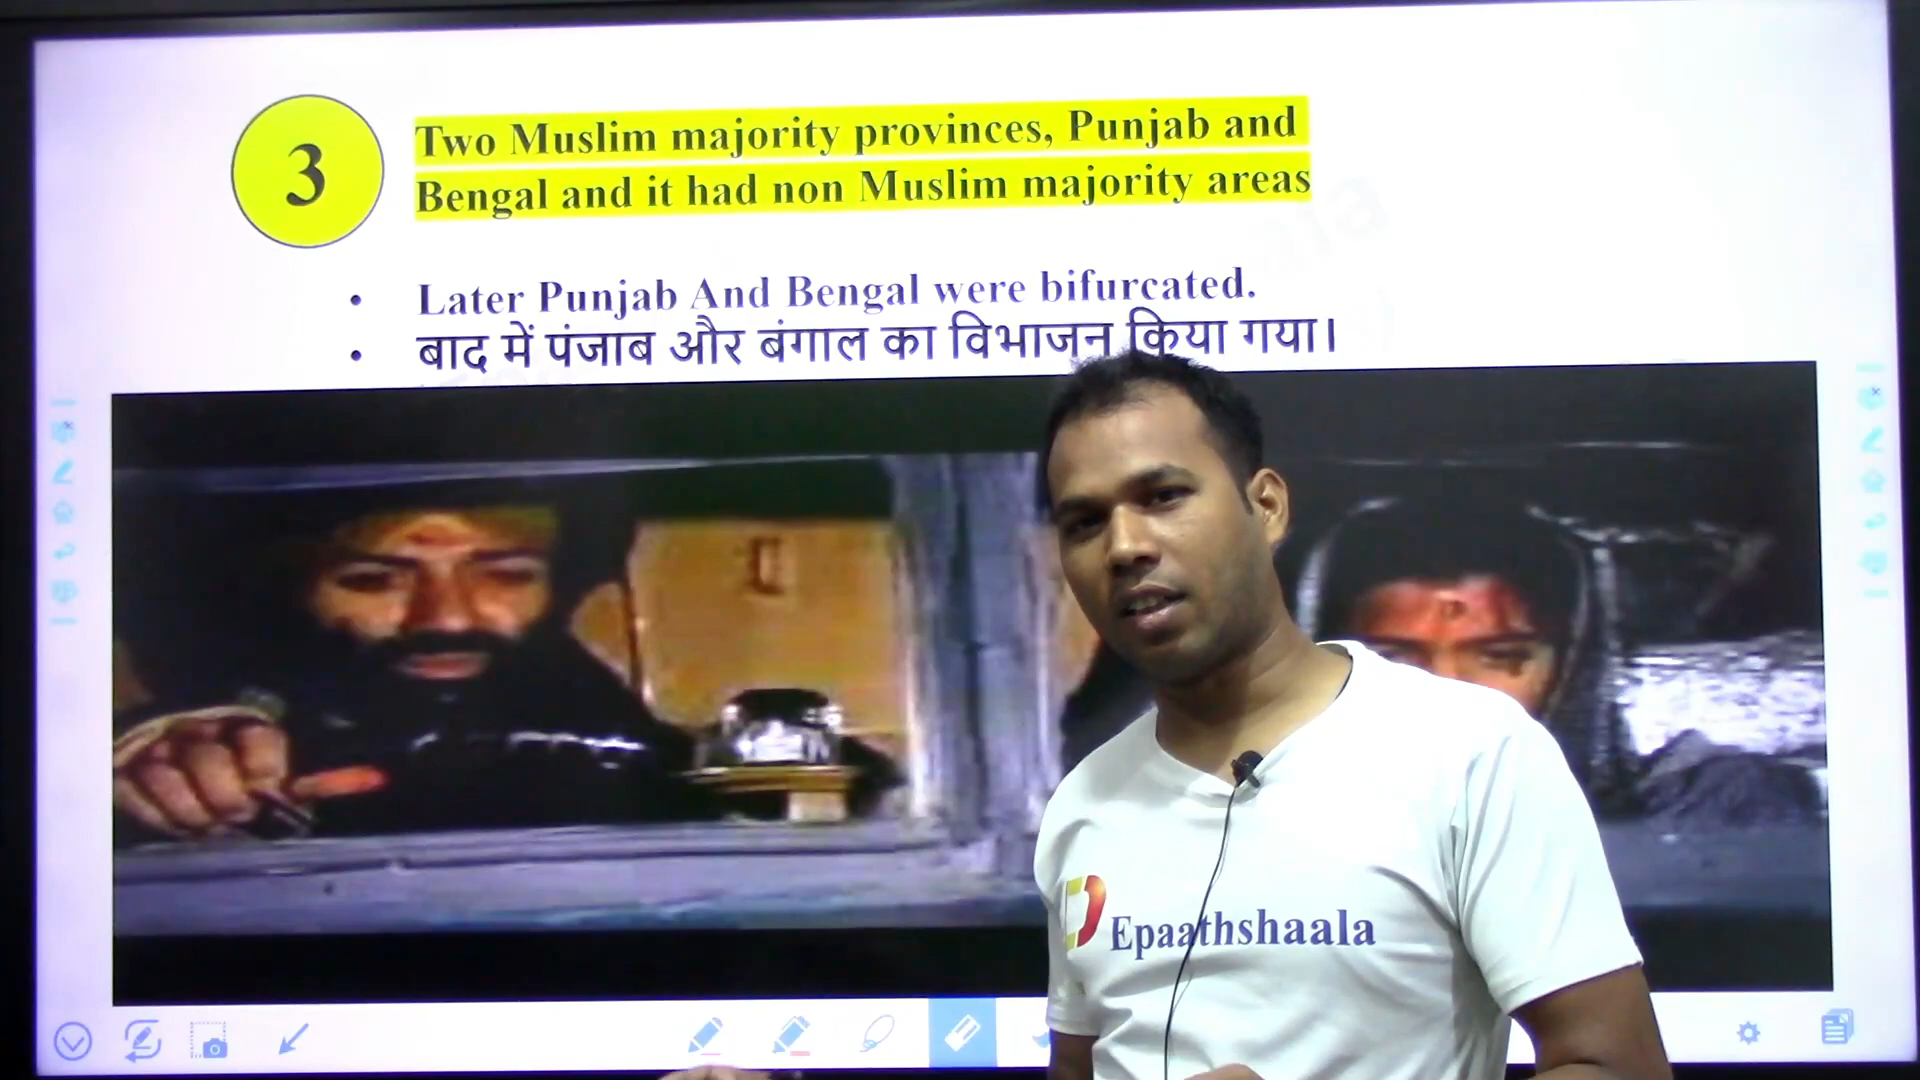 3
Two Muslim majority provinces, Punjab and
Bengal and it had non Muslim majority areas
• Later Punjab And Bengal were bifurcated.
• बाद में पंजाब और बंगाल का विभाजन किया गया।
Epaathshaala